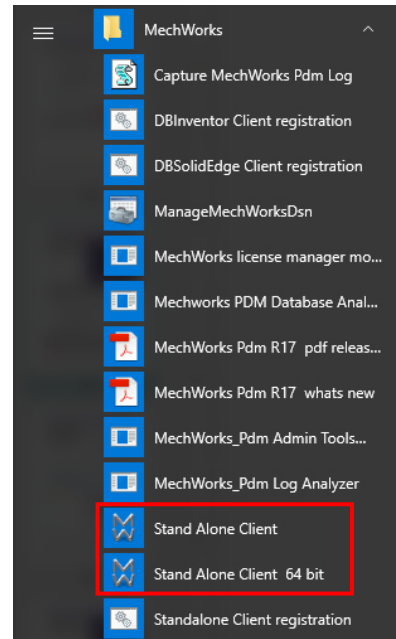 MechWorks
Capture MechWorks Pdm Log
DBInventor Client registration
DBSolidEdge Client registration
ManageMechWorksDsn
MechWorks license manager mo...
Mechworks PDM Database Anal...
MechWorks Pdm R17 pdf releas...
MechWorks Pdm R17 whats new
MechWorks_Pdm Admin Tools...
MechWorks_Pdm Log Analyzer
Stand Alone Client
Stand Alone Client 64 bit
Standalone Client registration